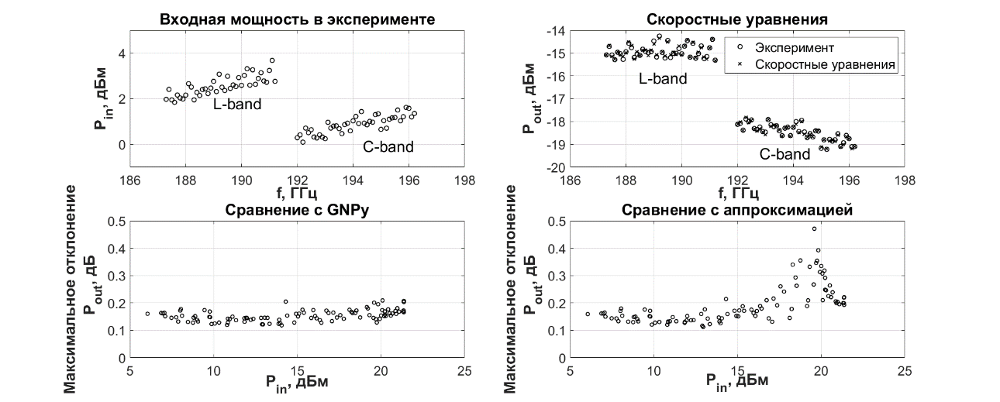 Входная мощность в эксперименте
P_in, дБм
4
2
0
L-band
C-band
186 188 190 192 194 196 198
f, ГГц
Скоростные уравнения
P_out, дБм
-14
-15
-16
-17
-18
-19
-20
Эксперимент
Скоростные уравнения
L-band
C-band
186 188 190 192 194 196 198
f, ГГц
Сравнение с GNPy
Максимальное отклонение
P_out, дБ
0.5
0.4
0.3
0.2
0.1
0
5 10 15 20 25
P_in, дБм
Сравнение с аппроксимацией
Максимальное отклонение
P_out, дБ
0.5
0.4
0.3
0.2
0.1
0
5 10 15 20 25
P_in, дБм